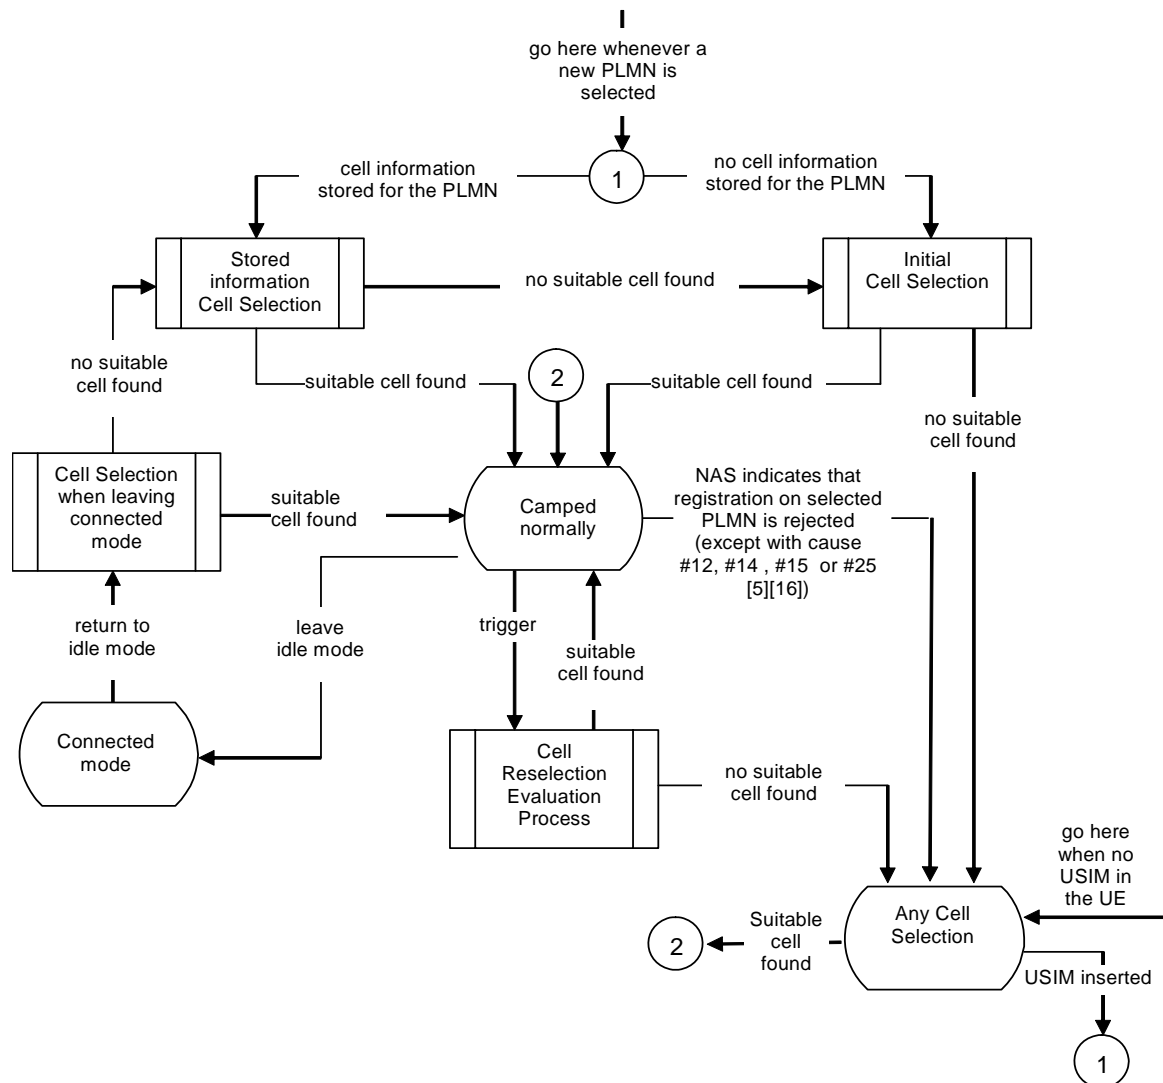 go here whenever a
new PLMN is
selected
cell information
stored for the PLMN
1
no cell information
stored for the PLMN
Stored
information
Cell Selection
no suitable cell found
Initial
Cell Selection
no suitable
cell found
suitable cell found
2
suitable cell found
no suitable
cell found
Cell Selection
when leaving
connected
mode
suitable
cell found
Camped
normally
NAS indicates that
registration on selected
PLMN is rejected
(except with cause
#12, #14 , #15 or #25
[5][16])
return to
idle mode
leave
idle mode
trigger
suitable
cell found
Connected
mode
Cell
Reselection
Evaluation
Process
no suitable
cell found
go here
when no
USIM in
the UE
2
Suitable
cell
found
Any Cell
Selection
USIM inserted
1